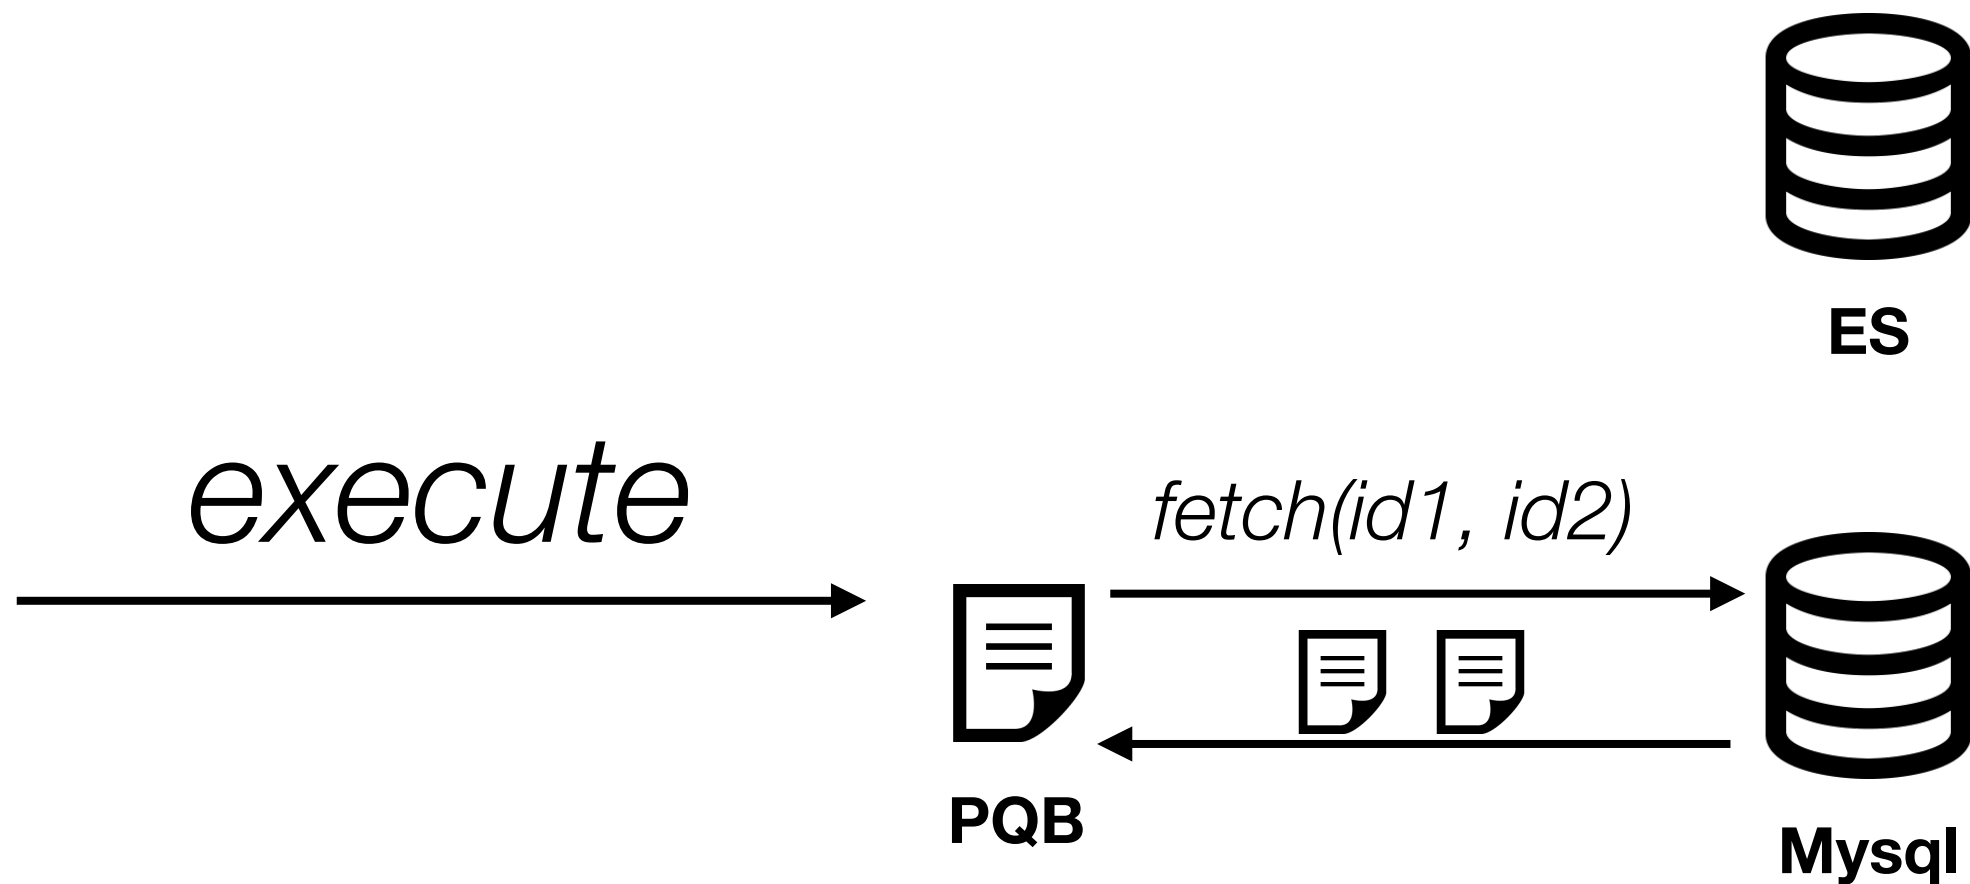 ES
execute
fetch(id1, id2)
PQB
Mysql